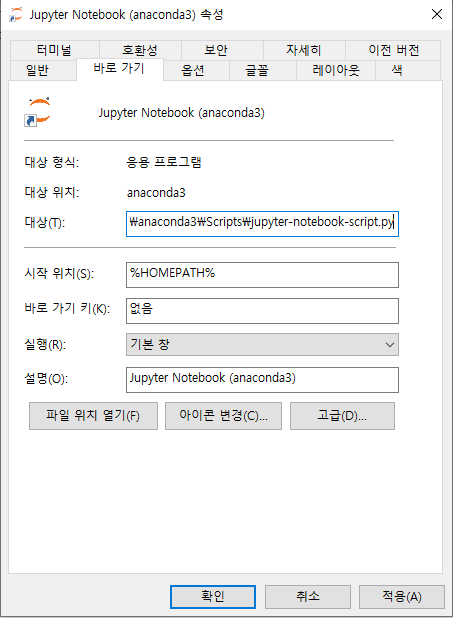 Jupyter Notebook (anaconda3) 속성
터미널 호환성 보안 자세히 이전 버전
일반 바로 가기 옵션 글꼴 레이아웃 색
Jupyter Notebook (anaconda3)
대상 형식: 응용 프로그램
대상 위치: anaconda3
대상(T): ₩anaconda3₩Scripts₩jupyter-notebook-script.py
시작 위치(S): %HOMEPATH%
바로 가기 키(K): 없음
실행(R): 기본 창
설명(O): Jupyter Notebook (anaconda3)
파일 위치 열기(F) 아이콘 변경(C)... 고급(D)...
확인 취소 적용(A)